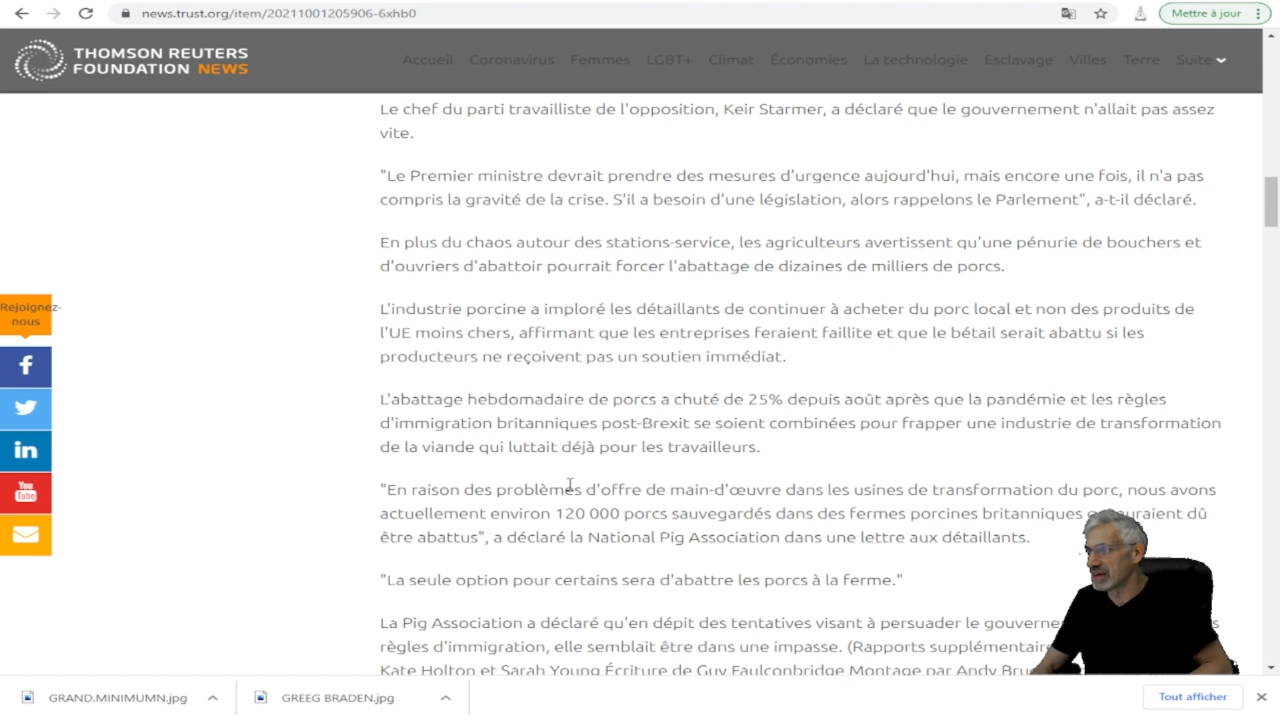 news.trust.org/item/20211001205906-6xhb0
Mettre à jour
THOMSON REUTERS
FOUNDATION NEWS
Accueil Coronavirus Femmes LGBT+ Climat Économies La technologie Esclavage Villes Terre Suite
Le chef du parti travailliste de l'opposition, Keir Starmer, a déclaré que le gouvernement n'allait pas assez
vite.
"Le Premier ministre devrait prendre des mesures d'urgence aujourd'hui, mais encore une fois, il n'a pas
compris la gravité de la crise. S'il a besoin d'une législation, alors rappelons le Parlement", a-t-il déclaré.
En plus du chaos autour des stations-service, les agriculteurs avertissent qu'une pénurie de bouchers et
d'ouvriers d'abattoir pourrait forcer l'abattage de dizaines de milliers de porcs.
Rejoignez-
nous
L'industrie porcine a imploré les détaillants de continuer à acheter du porc local et non des produits de
l'UE moins chers, affirmant que les entreprises feraient faillite et que le bétail serait abattu si les
producteurs ne reçoivent pas un soutien immédiat.
L'abattage hebdomadaire de porcs a chuté de 25% depuis août après que la pandémie et les règles
d'immigration britanniques post-Brexit se soient combinées pour frapper une industrie de transformation
de la viande qui luttait déjà pour les travailleurs.
You
Tube
"En raison des problèmes d'offre de main-d'œuvre dans les usines de transformation du porc, nous avons
actuellement environ 120 000 porcs sauvegardés dans des fermes porcines britanniques
être abattus", a déclaré la National Pig Association dans une lettre aux détaillants.
"La seule option pour certains sera d'abattre les porcs à la ferme."
La Pig Association a déclaré qu'en dépit des tentatives visant à persuader le
règles d'immigration, elle semblait être dans une impasse. (Rapports
Kate Holton et Sarah Young Écriture de Guy Faulconbridge Montage par Andy
GRAND.MINIMUMN.jpg
GREEG BRADEN.jpg
Tout afficher